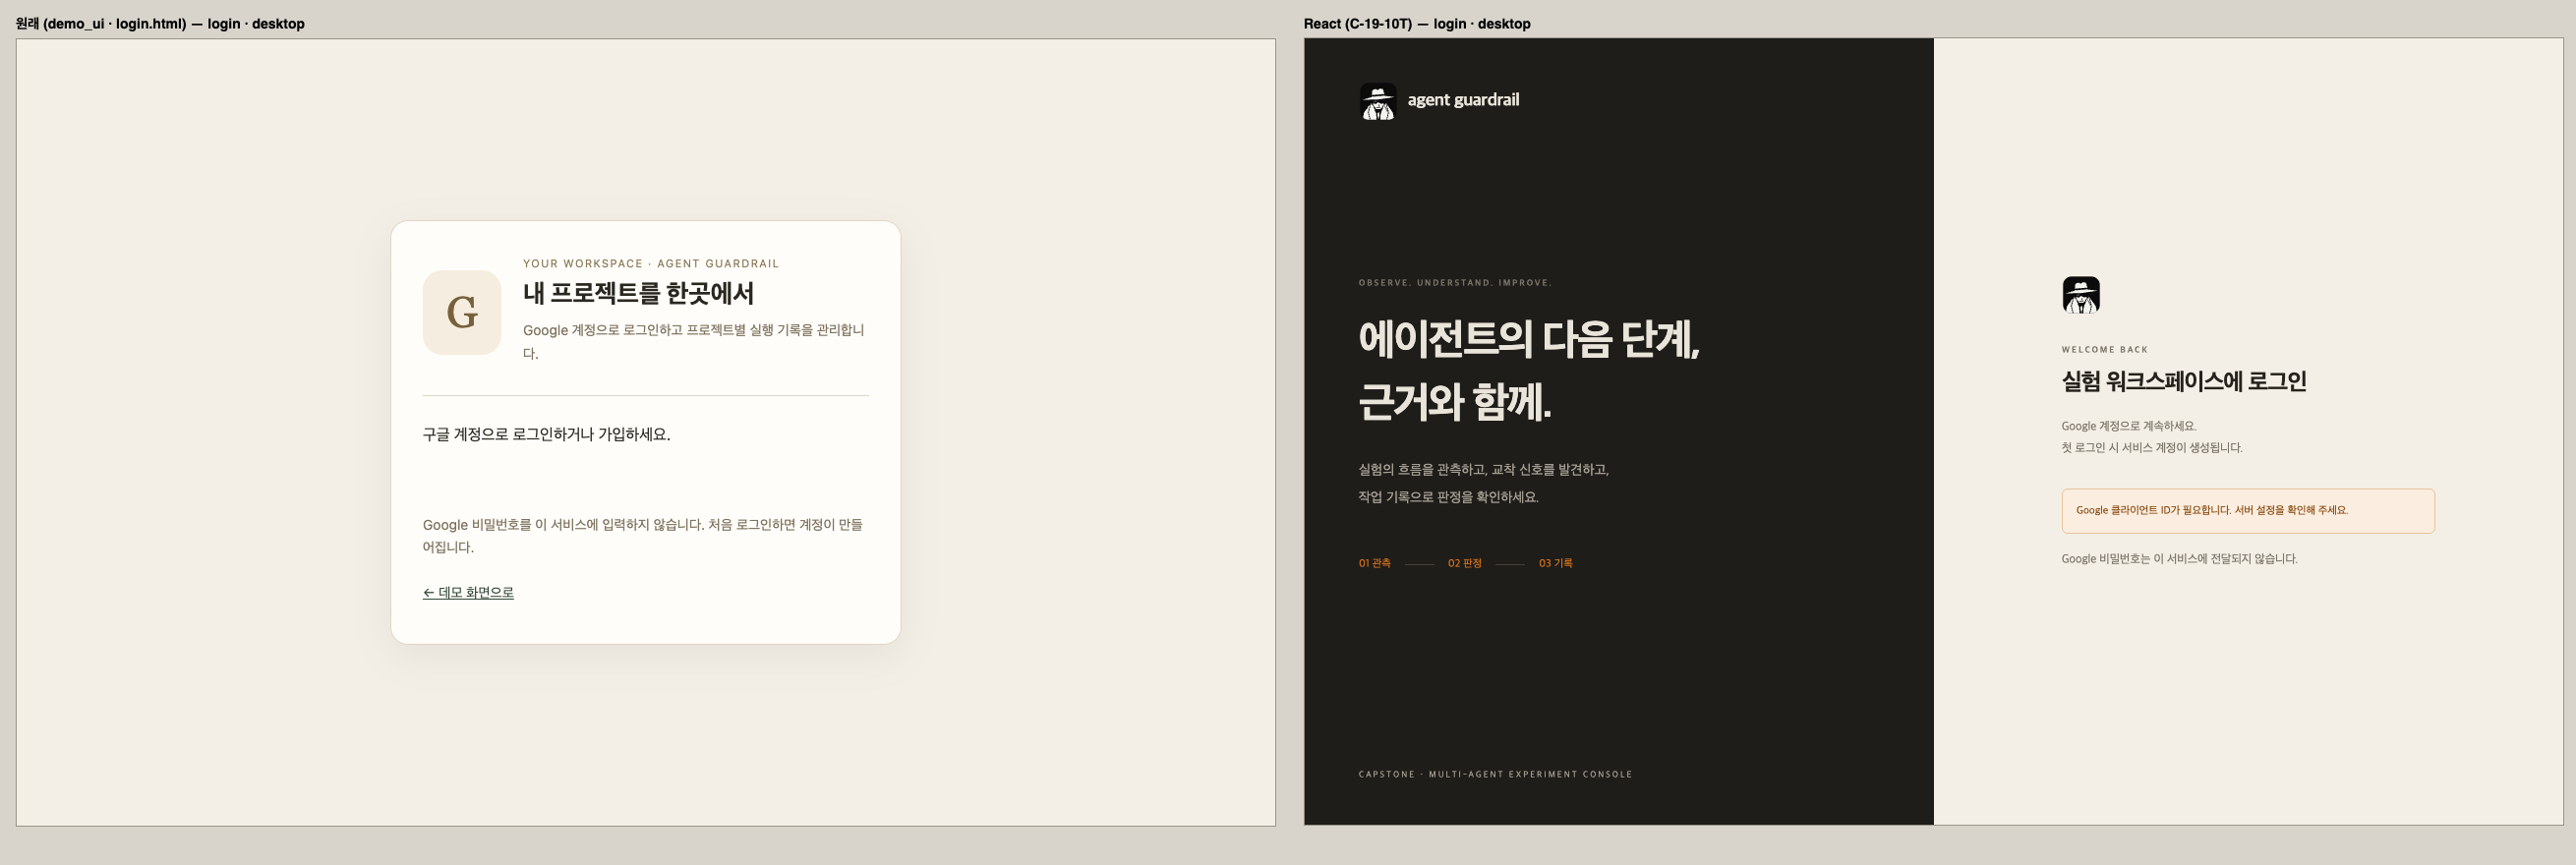 원래 (demo_ui · login.html) — login · desktop
YOUR WORKSPACE · AGENT GUARDRAIL
G
내 프로젝트를 한곳에서
Google 계정으로 로그인하고 프로젝트별 실행 기록을 관리합니
다.
구글 계정으로 로그인하거나 가입하세요.
Google 비밀번호를 이 서비스에 입력하지 않습니다. 처음 로그인하면 계정이 만들
어집니다.
← 데모 화면으로
React (C-19-10T) — login · desktop
agent guardrail
OBSERVE. UNDERSTAND. IMPROVE.
에이전트의 다음 단계,
근거와 함께.
실험의 흐름을 관측하고, 교착 신호를 발견하고,
작업 기록으로 판정을 확인하세요.
01 관측 02 판정 03 기록
CAPSTONE · MULTI-AGENT EXPERIMENT CONSOLE
WELCOME BACK
실험 워크스페이스에 로그인
Google 계정으로 계속하세요.
첫 로그인 시 서비스 계정이 생성됩니다.
Google 클라이언트 ID가 필요합니다. 서버 설정을 확인해 주세요.
Google 비밀번호는 이 서비스에 전달되지 않습니다.